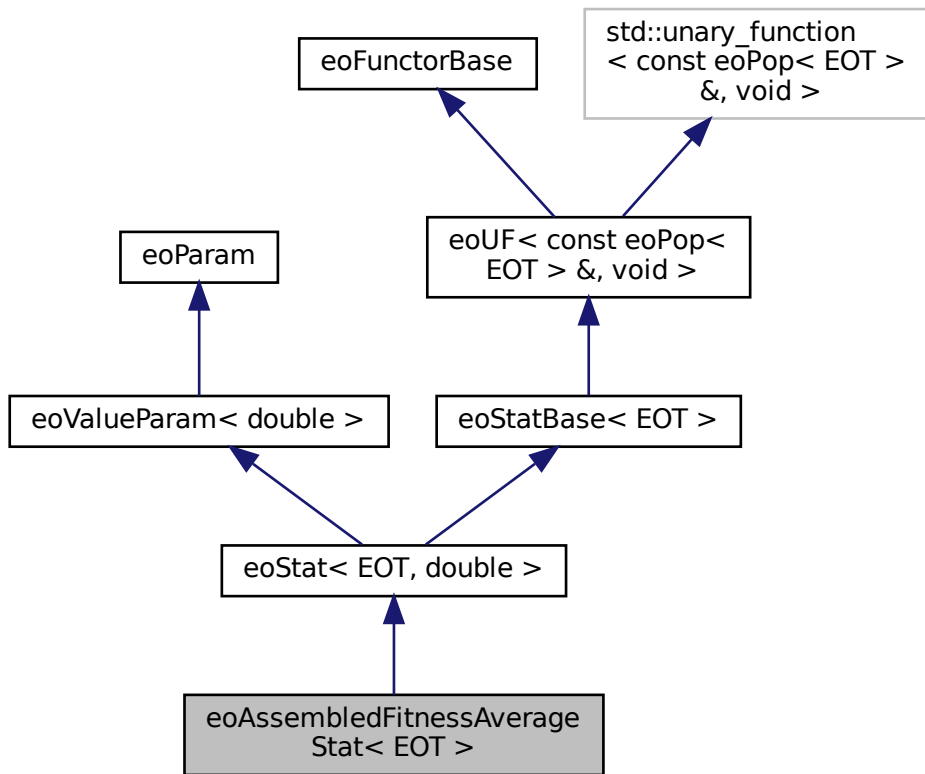 std::unary_function
< const eoPop< EOT >
&, void >
eoFunctorBase
eoUF< const eoPop<
EOT > &, void >
eoParam
eoValueParam< double >
eoStatBase< EOT >
eoStat< EOT, double >
eoAssembledFitnessAverage
Stat< EOT >